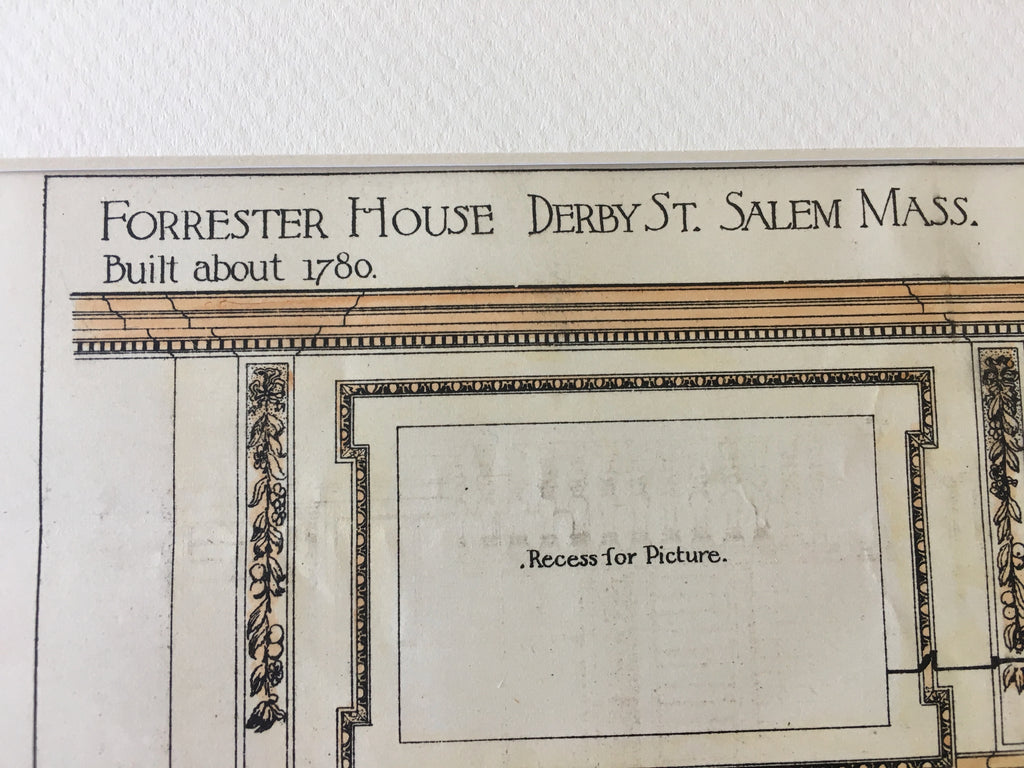 FORRESTER HOUSE DERBY ST. SALEM MASS.
Built about 1780.
.Recess for Picture.